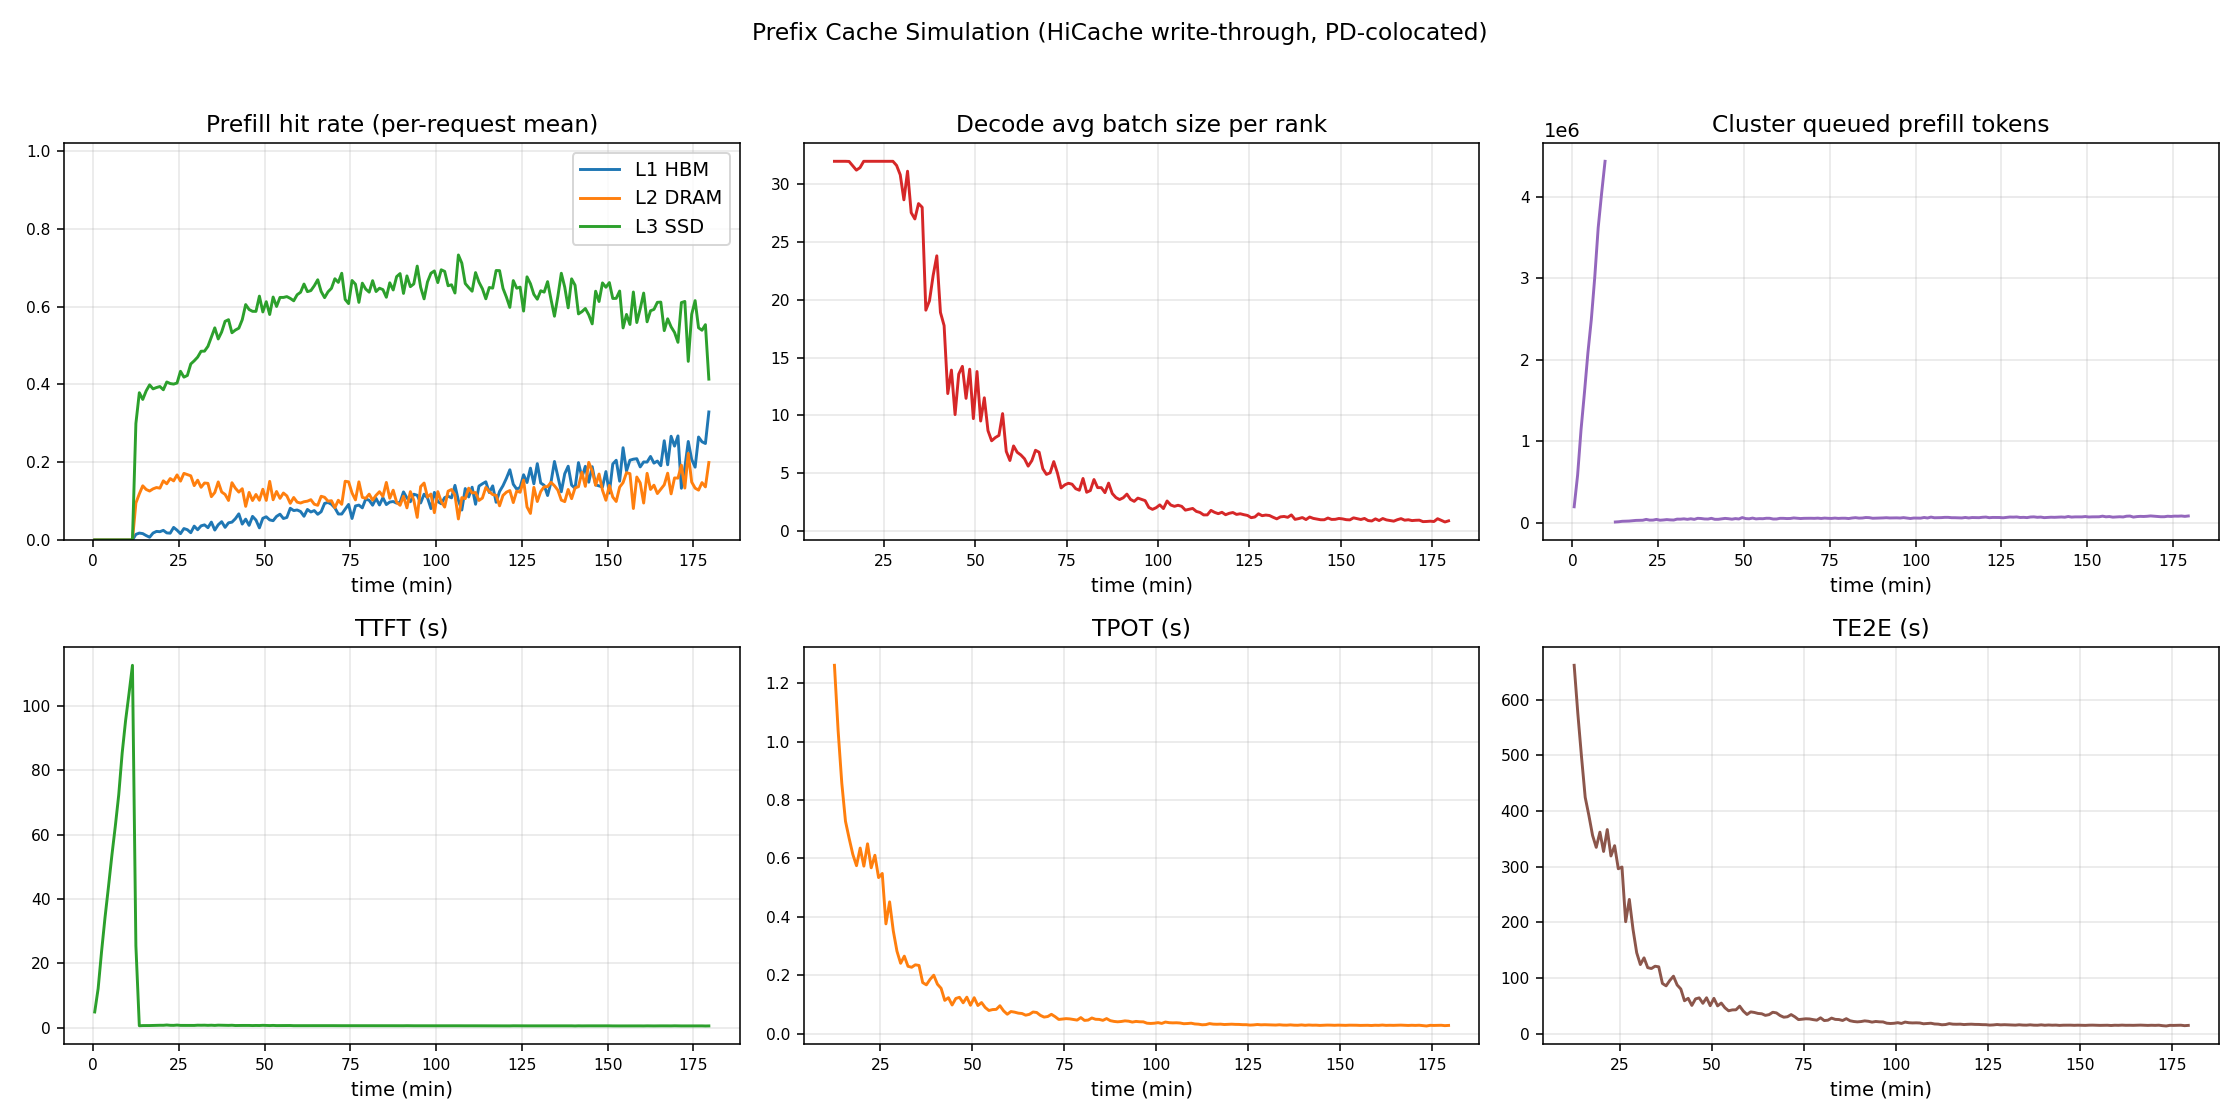 Prefix Cache Simulation (HiCache write-through, PD-colocated)
Prefill hit rate (per-request mean)
1.0
0.8
0.6
0.4
0.2
0.0
L1 HBM
L2 DRAM
L3 SSD
0 25 50 75 100 125 150 175
time (min)
Decode avg batch size per rank
30
25
20
15
10
5
0
25 50 75 100 125 150 175
time (min)
Cluster queued prefill tokens
1e6
4
3
2
1
0
0 25 50 75 100 125 150 175
time (min)
TTFT (s)
100
80
60
40
20
0
0 25 50 75 100 125 150 175
time (min)
TPOT (s)
1.2
1.0
0.8
0.6
0.4
0.2
0.0
25 50 75 100 125 150 175
time (min)
TE2E (s)
600
500
400
300
200
100
0
25 50 75 100 125 150 175
time (min)